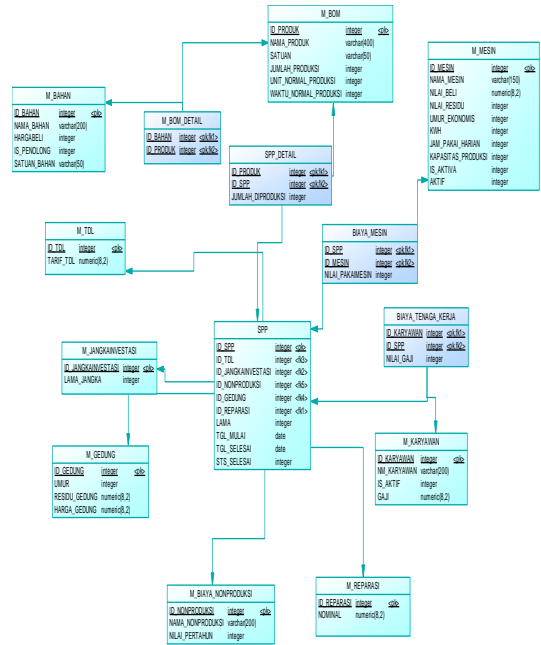 M_BOM
ID_PRODUK integer <pk>
NAMA_PRODUK varchar(400)
SATUAN varchar(50)
JUMLAH_PRODUKSI integer
UNIT_NORMAL_PRODUKSI integer
WAKTU_NORMAL_PRODUKSI integer
M_MESIN
ID_MESIN integer <pk>
NAMA_MESIN varchar(150)
NILAI_BELI numeric(8,2)
NILAI_RESIDU integer
UMUR_EKONOMIS integer
KWH integer
JAM_PAKAI_HARIAN integer
KAPASITAS_PRODUKSI integer
IS_AKTIVA integer
AKTIF integer
M_BAHAN
ID_BAHAN integer <pk>
NAMA_BAHAN varchar(200)
HARGABELI integer
IS_PENOLONG integer
SATUAN_BAHAN varchar(50)
M_BOM_DETAIL
ID_BAHAN integer <pk,fk1>
ID_PRODUK integer <pk,fk2>
SPP_DETAIL
ID_PRODUK integer <pk,fk1>
ID_SPP integer <pk,fk2>
JUMLAH_DIPRODUKSI integer
M_TDL
ID_TDL integer <pk>
TARIF_TDL numeric(8,2)
BIAYA_MESIN
ID_SPP integer <pk,fk1>
ID_MESIN integer <pk,fk2>
NILAI_PAKAIMESIN integer
BIAYA_TENAGA_KERJA
ID_KARYAWAN integer <pk,fk1>
ID_SPP integer <pk,fk2>
NILAI_GAJI integer
SPP
ID_SPP integer <pk>
ID_TDL integer <fk3>
ID_JANGKAINVESTASI integer <fk2>
ID_NONPRODUKSI integer <fk5>
ID_GEDUNG integer <fk4>
ID_REPARASI integer <fk1>
LAMA integer
TGL_MULAI date
TGL_SELESAI date
STS_SELESAI integer
M_JANGKAINVESTASI
ID_JANGKAINVESTASI integer <pk>
LAMA_JANGKA integer
M_GEDUNG
ID_GEDUNG integer <pk>
UMUR integer
RESIDU_GEDUNG numeric(8,2)
HARGA_GEDUNG numeric(8,2)
M_KARYAWAN
ID_KARYAWAN integer <pk>
NM_KARYAWAN varchar(200)
IS_AKTIF integer
GAJI numeric(8,2)
M_BIAYA_NONPRODUKSI
ID_NONPRODUKSI integer <pk>
NAMA_NONPRODUKSI varchar(200)
NILAI_PERTAHUN integer
M_REPARASI
ID_REPARASI integer <pk>
NOMINAL numeric(8,2)